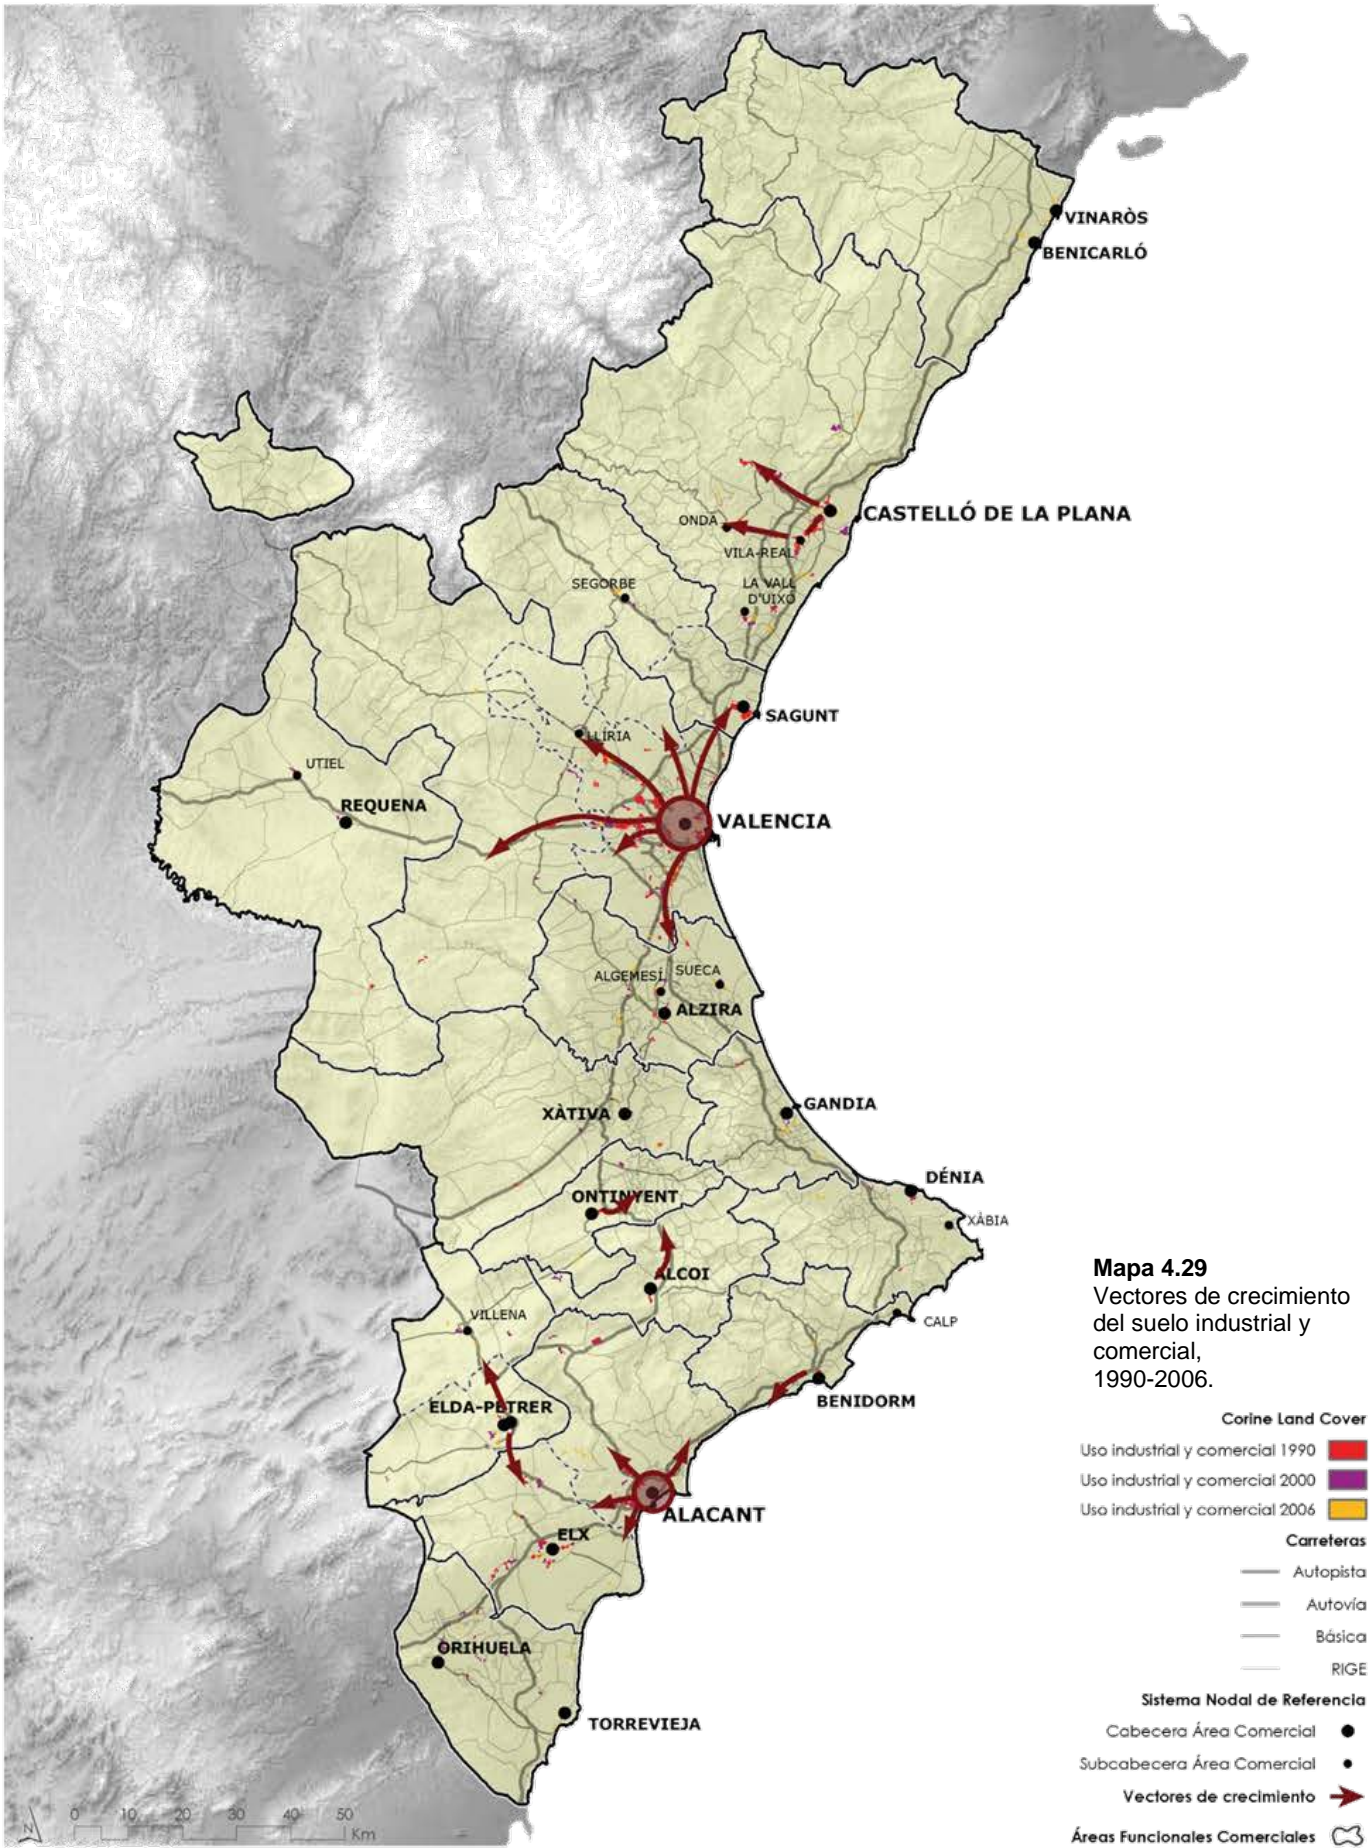 VINARÒS
BENICARLÓ
CASTELLÓ DE LA PLANA
ONDA
VILA-REAL
SEGORBE
LA VALL
D'UIXÓ
SAGUNT
LLÍRIA
UTIEL
REQUENA
VALENCIA
ALGEMESÍ
SUECA
ALZIRA
XÀTIVA
GANDIA
DÉNIA
ONTINYENT
XÀBIA
ALCOI
VILLENA
CALP
BENIDORM
ELDA-PETRER
ALACANT
ELX
ORIHUELA
TORREVIEJA
N
0 10 20 30 40 50
Km
Mapa 4.29
Vectores de crecimiento
del suelo industrial y
comercial,
1990-2006.
Corine Land Cover
Uso industrial y comercial 1990
Uso industrial y comercial 2000
Uso industrial y comercial 2006
Carreteras
Autopista
Autovía
Básica
RIGE
Sistema Nodal de Referencia
Cabecera Área Comercial
Subcabecera Área Comercial
Vectores de crecimiento
Áreas Funcionales Comerciales